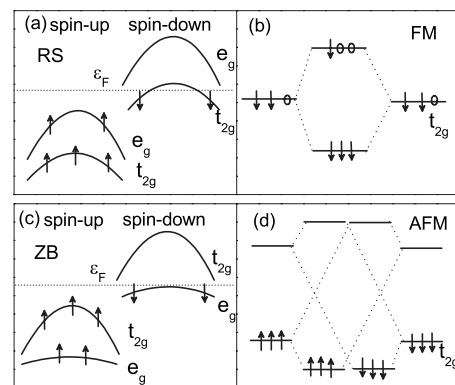 (a) spin-up spin-down
RS
ε_F
e_g
t_2g
e_g
t_2g
(b) FM
t_2g
(c) spin-up spin-down
ZB
ε_F
t_2g
e_g
t_2g
e_g
(d) AFM
t_2g